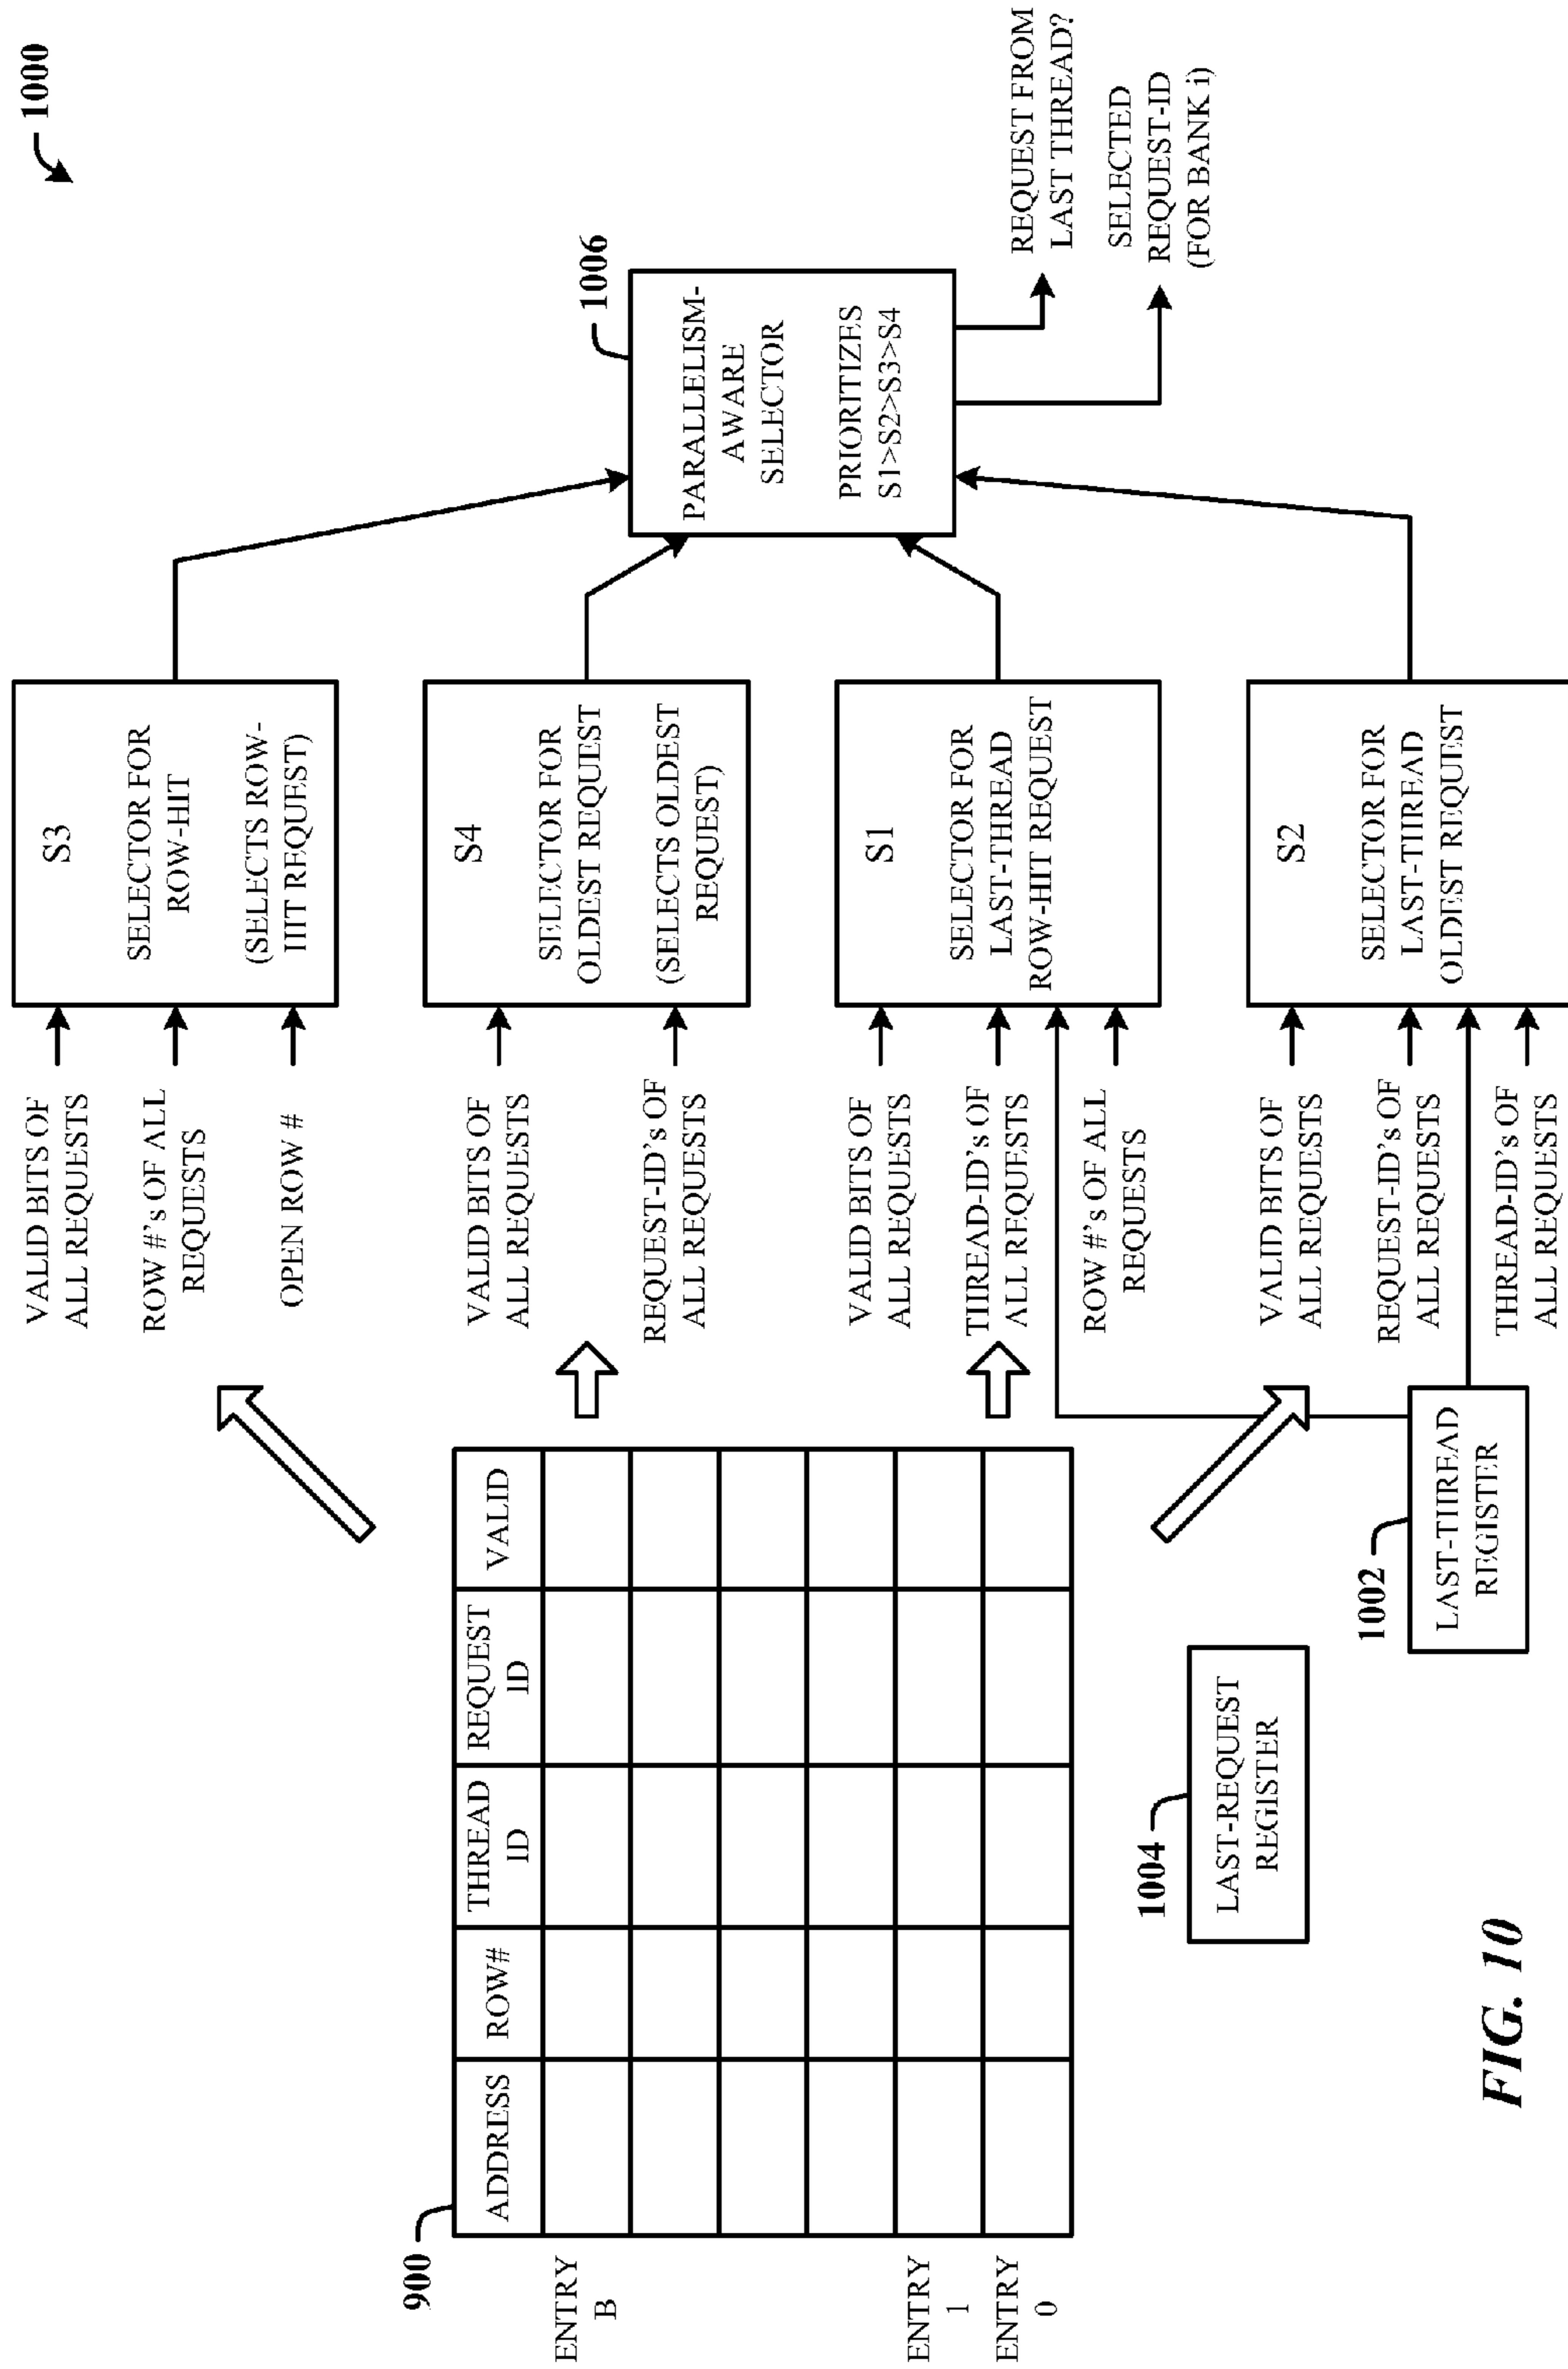 1000
900
ADDRESS
ROW#
THREAD
ID
REQUEST
ID
VALID
ENTRY
B
ENTRY
1
ENTRY
0
1004
LAST-REQUEST
REGISTER
1002
LAST-THREAD
REGISTER
VALID BITS OF
ALL REQUESTS
ROW #'s OF ALL
REQUESTS
OPEN ROW #
S3
SELECTOR FOR
ROW-HIT
(SELECTS ROW-
HIT REQUEST)
VALID BITS OF
ALL REQUESTS
REQUEST-ID's OF
ALL REQUESTS
S4
SELECTOR FOR
OLDEST REQUEST
(SELECTS OLDEST
REQUEST)
VALID BITS OF
ALL REQUESTS
THREAD-ID's OF
ALL REQUESTS
ROW #'s OF ALL
REQUESTS
S1
SELECTOR FOR
LAST-THREAD
ROW-HIT REQUEST
VALID BITS OF
ALL REQUESTS
REQUEST-ID's OF
ALL REQUESTS
THREAD-ID's OF
ALL REQUESTS
S2
SELECTOR FOR
LAST-THREAD
OLDEST REQUEST
1006
PARALLELISM-
AWARE
SELECTOR
PRIORITIZES
S1>S2>S3>S4
REQUEST FROM
LAST THREAD?
SELECTED
REQUEST-ID
(FOR BANK i)
FIG. 10